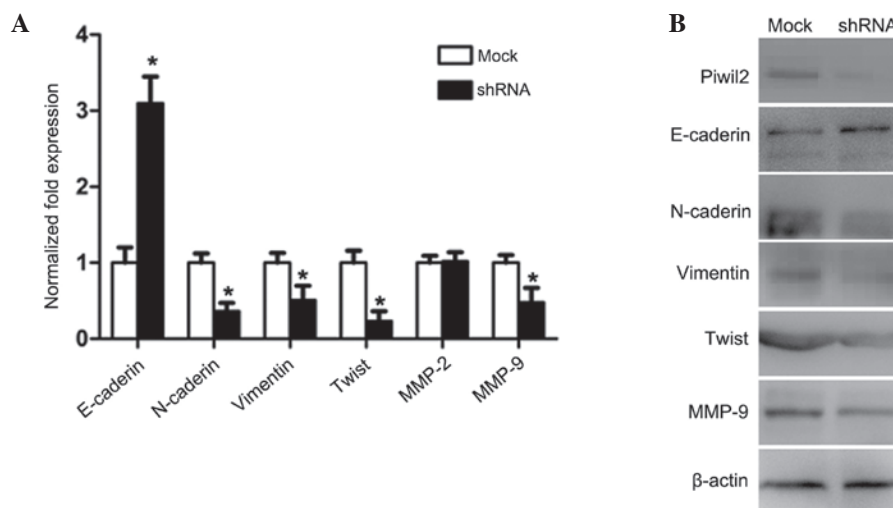 A
Normalized fold expression
4
3
2
1
0
Mock
shRNA
*
*
*
*
*
E-caderin
N-caderin
Vimentin
Twist
MMP-2
MMP-9
B
Mock shRNA
Piwil2
E-caderin
N-caderin
Vimentin
Twist
MMP-9
β-actin